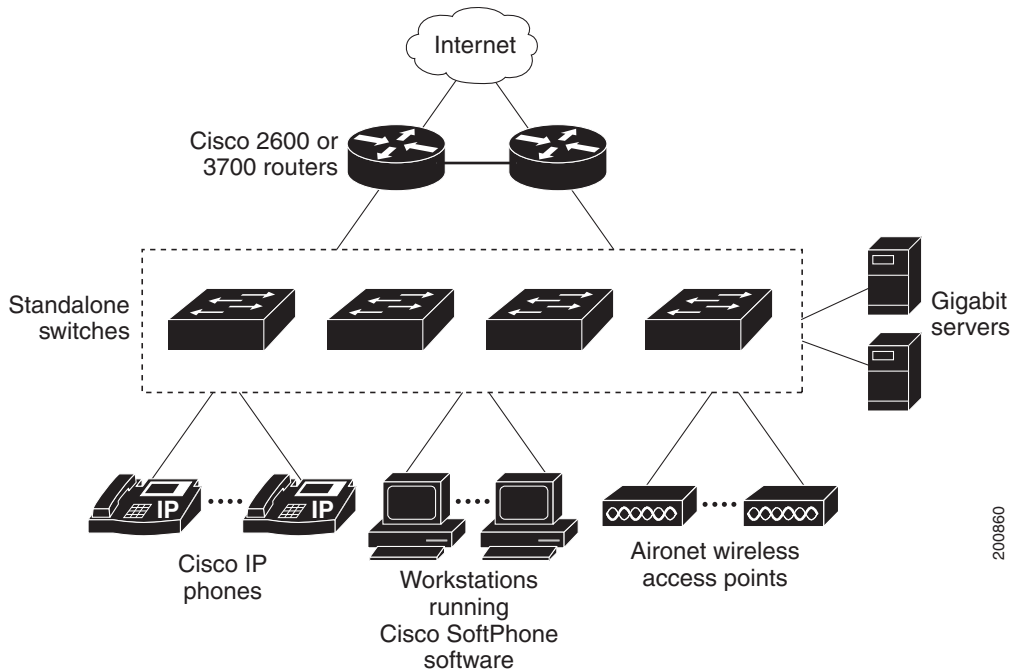 Internet
Cisco 2600 or
3700 routers
Standalone
switches
Gigabit
servers
IP
IP
Cisco IP
phones
Workstations
running
Cisco SoftPhone
software
Aironet wireless
access points
200860